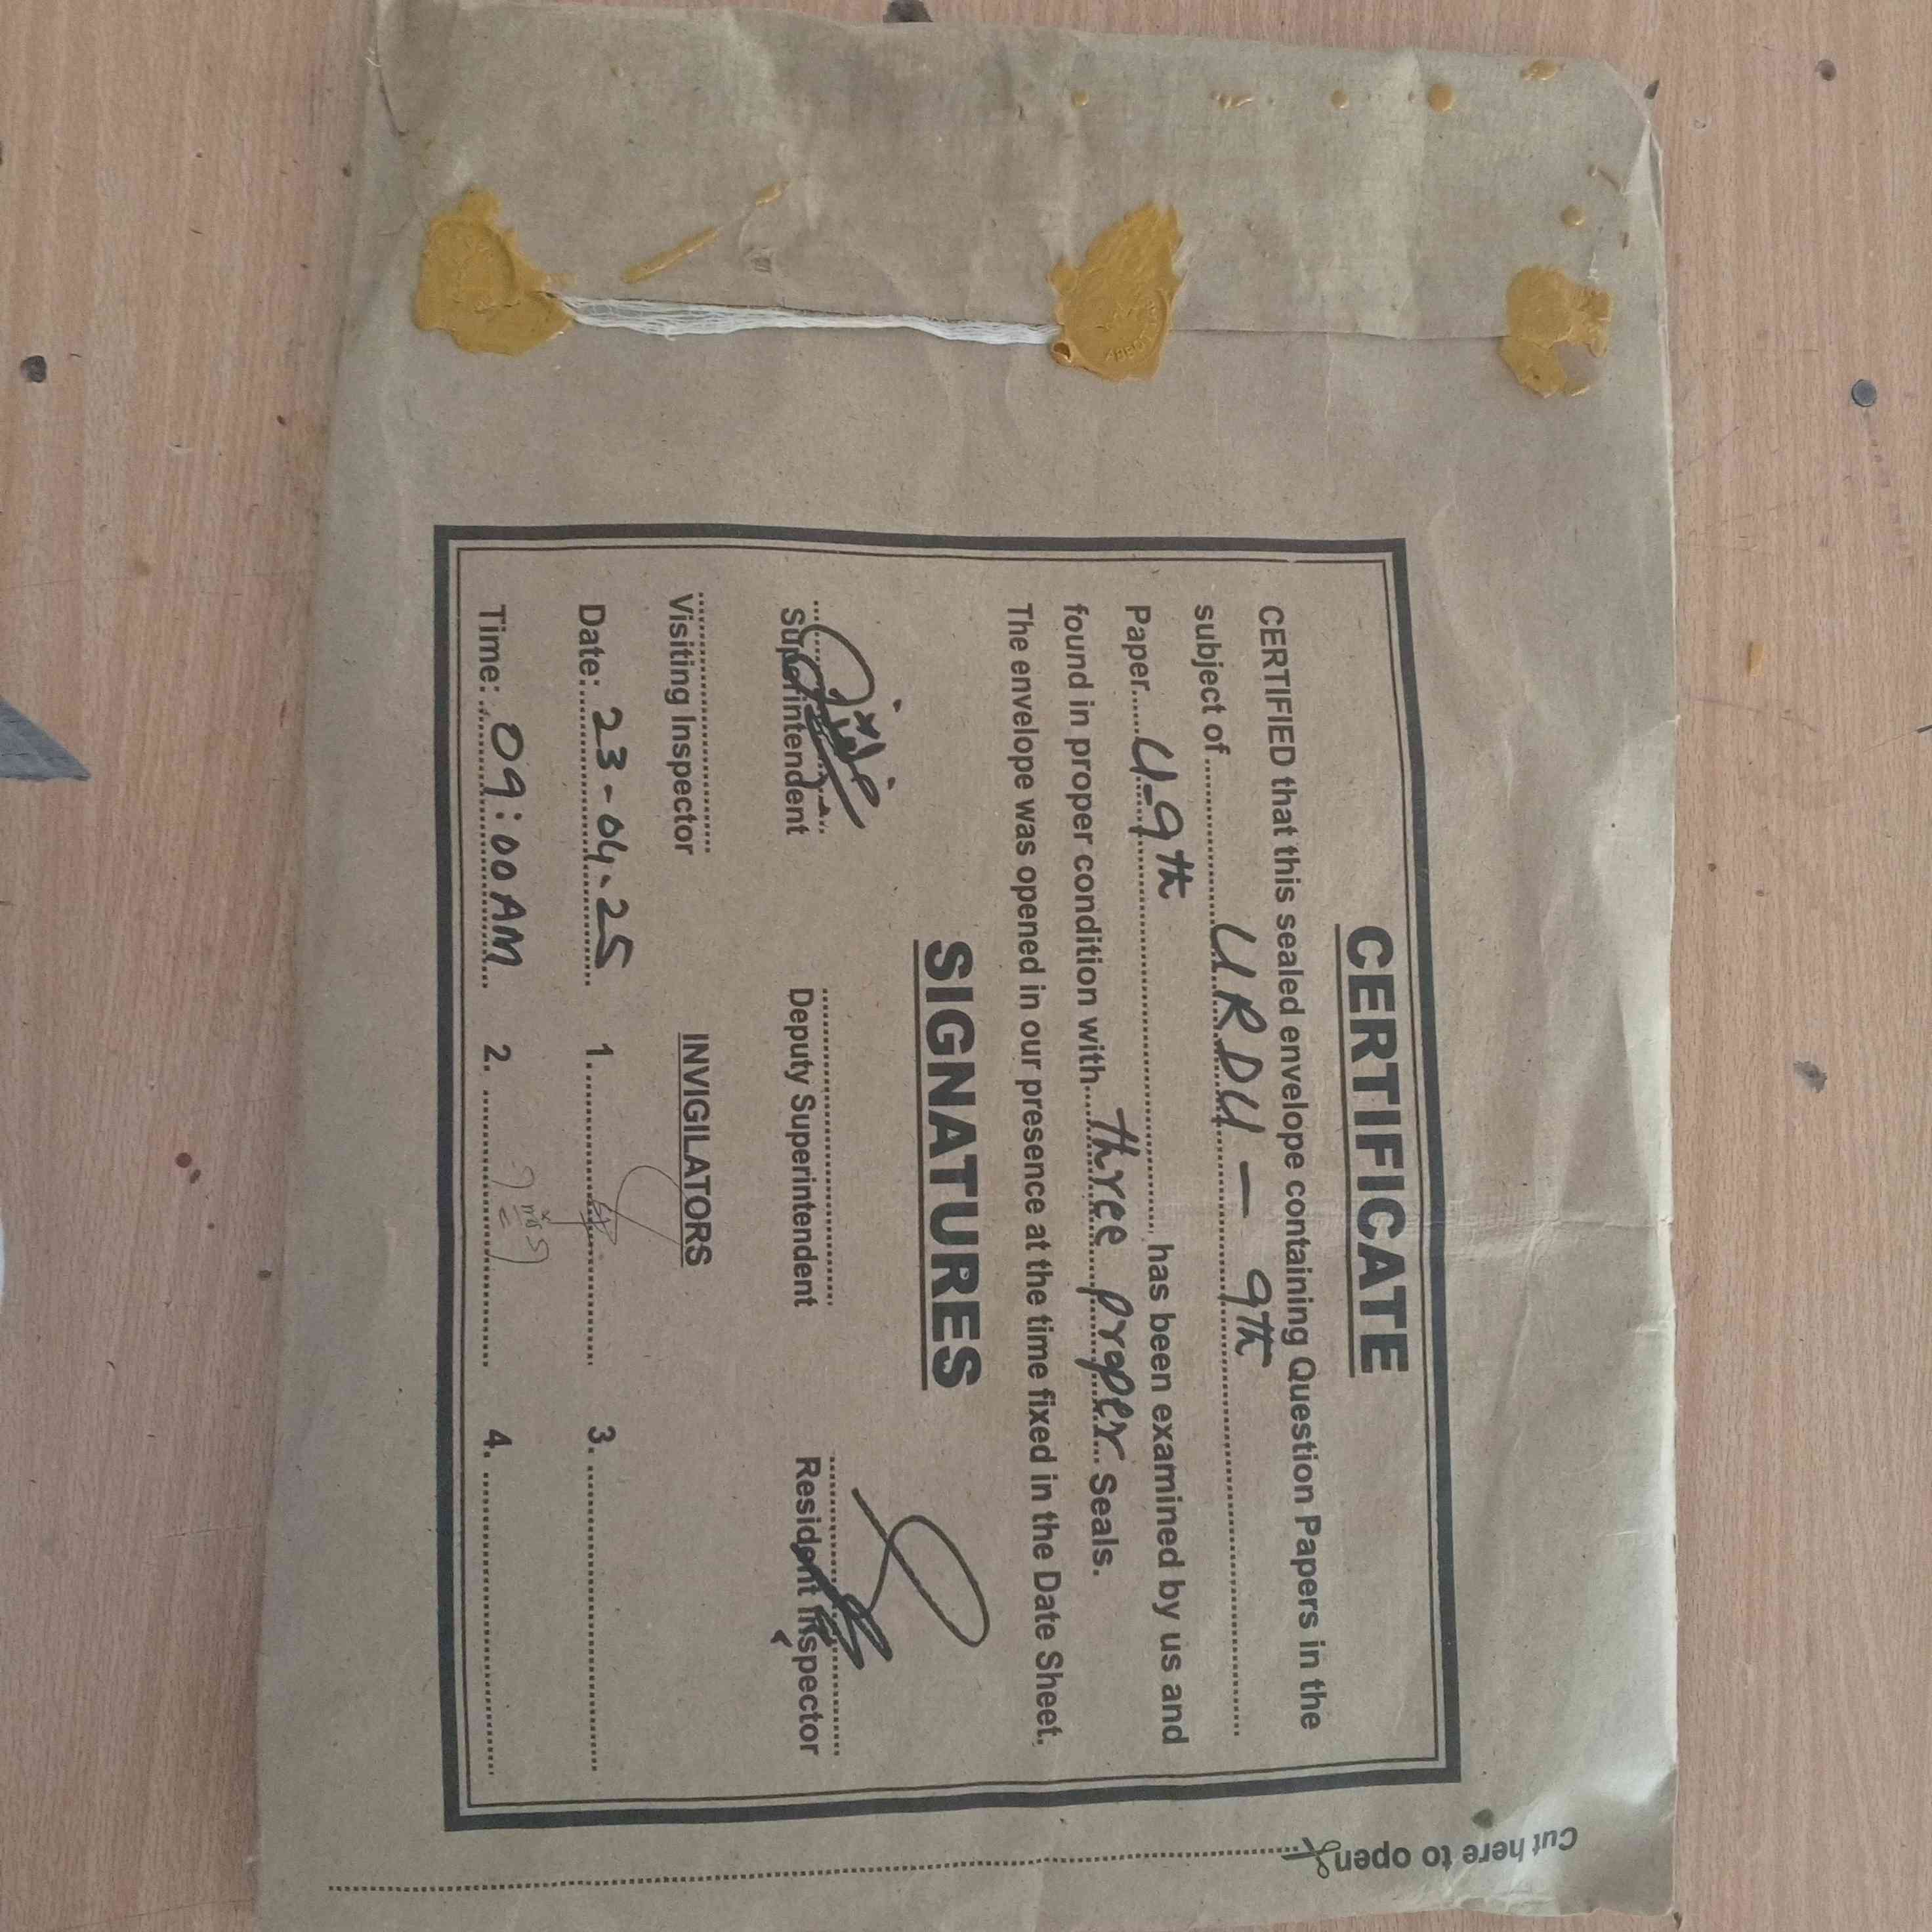 CERTIFICATE
CERTIFIED that this sealed envelope containing Question Papers in the
subject of URDU - 9th
Paper U-9th has been examined by us and
found in proper condition with three proper Seals.
The envelope was opened in our presence at the time fixed in the Date Sheet.
SIGNATURES
Superintendent Deputy Superintendent Resident Inspector
Visiting Inspector INVIGILATORS
Date: 23-04-25 1. 3.
Time: 09:00 AM 2. 4.
Cut here to open